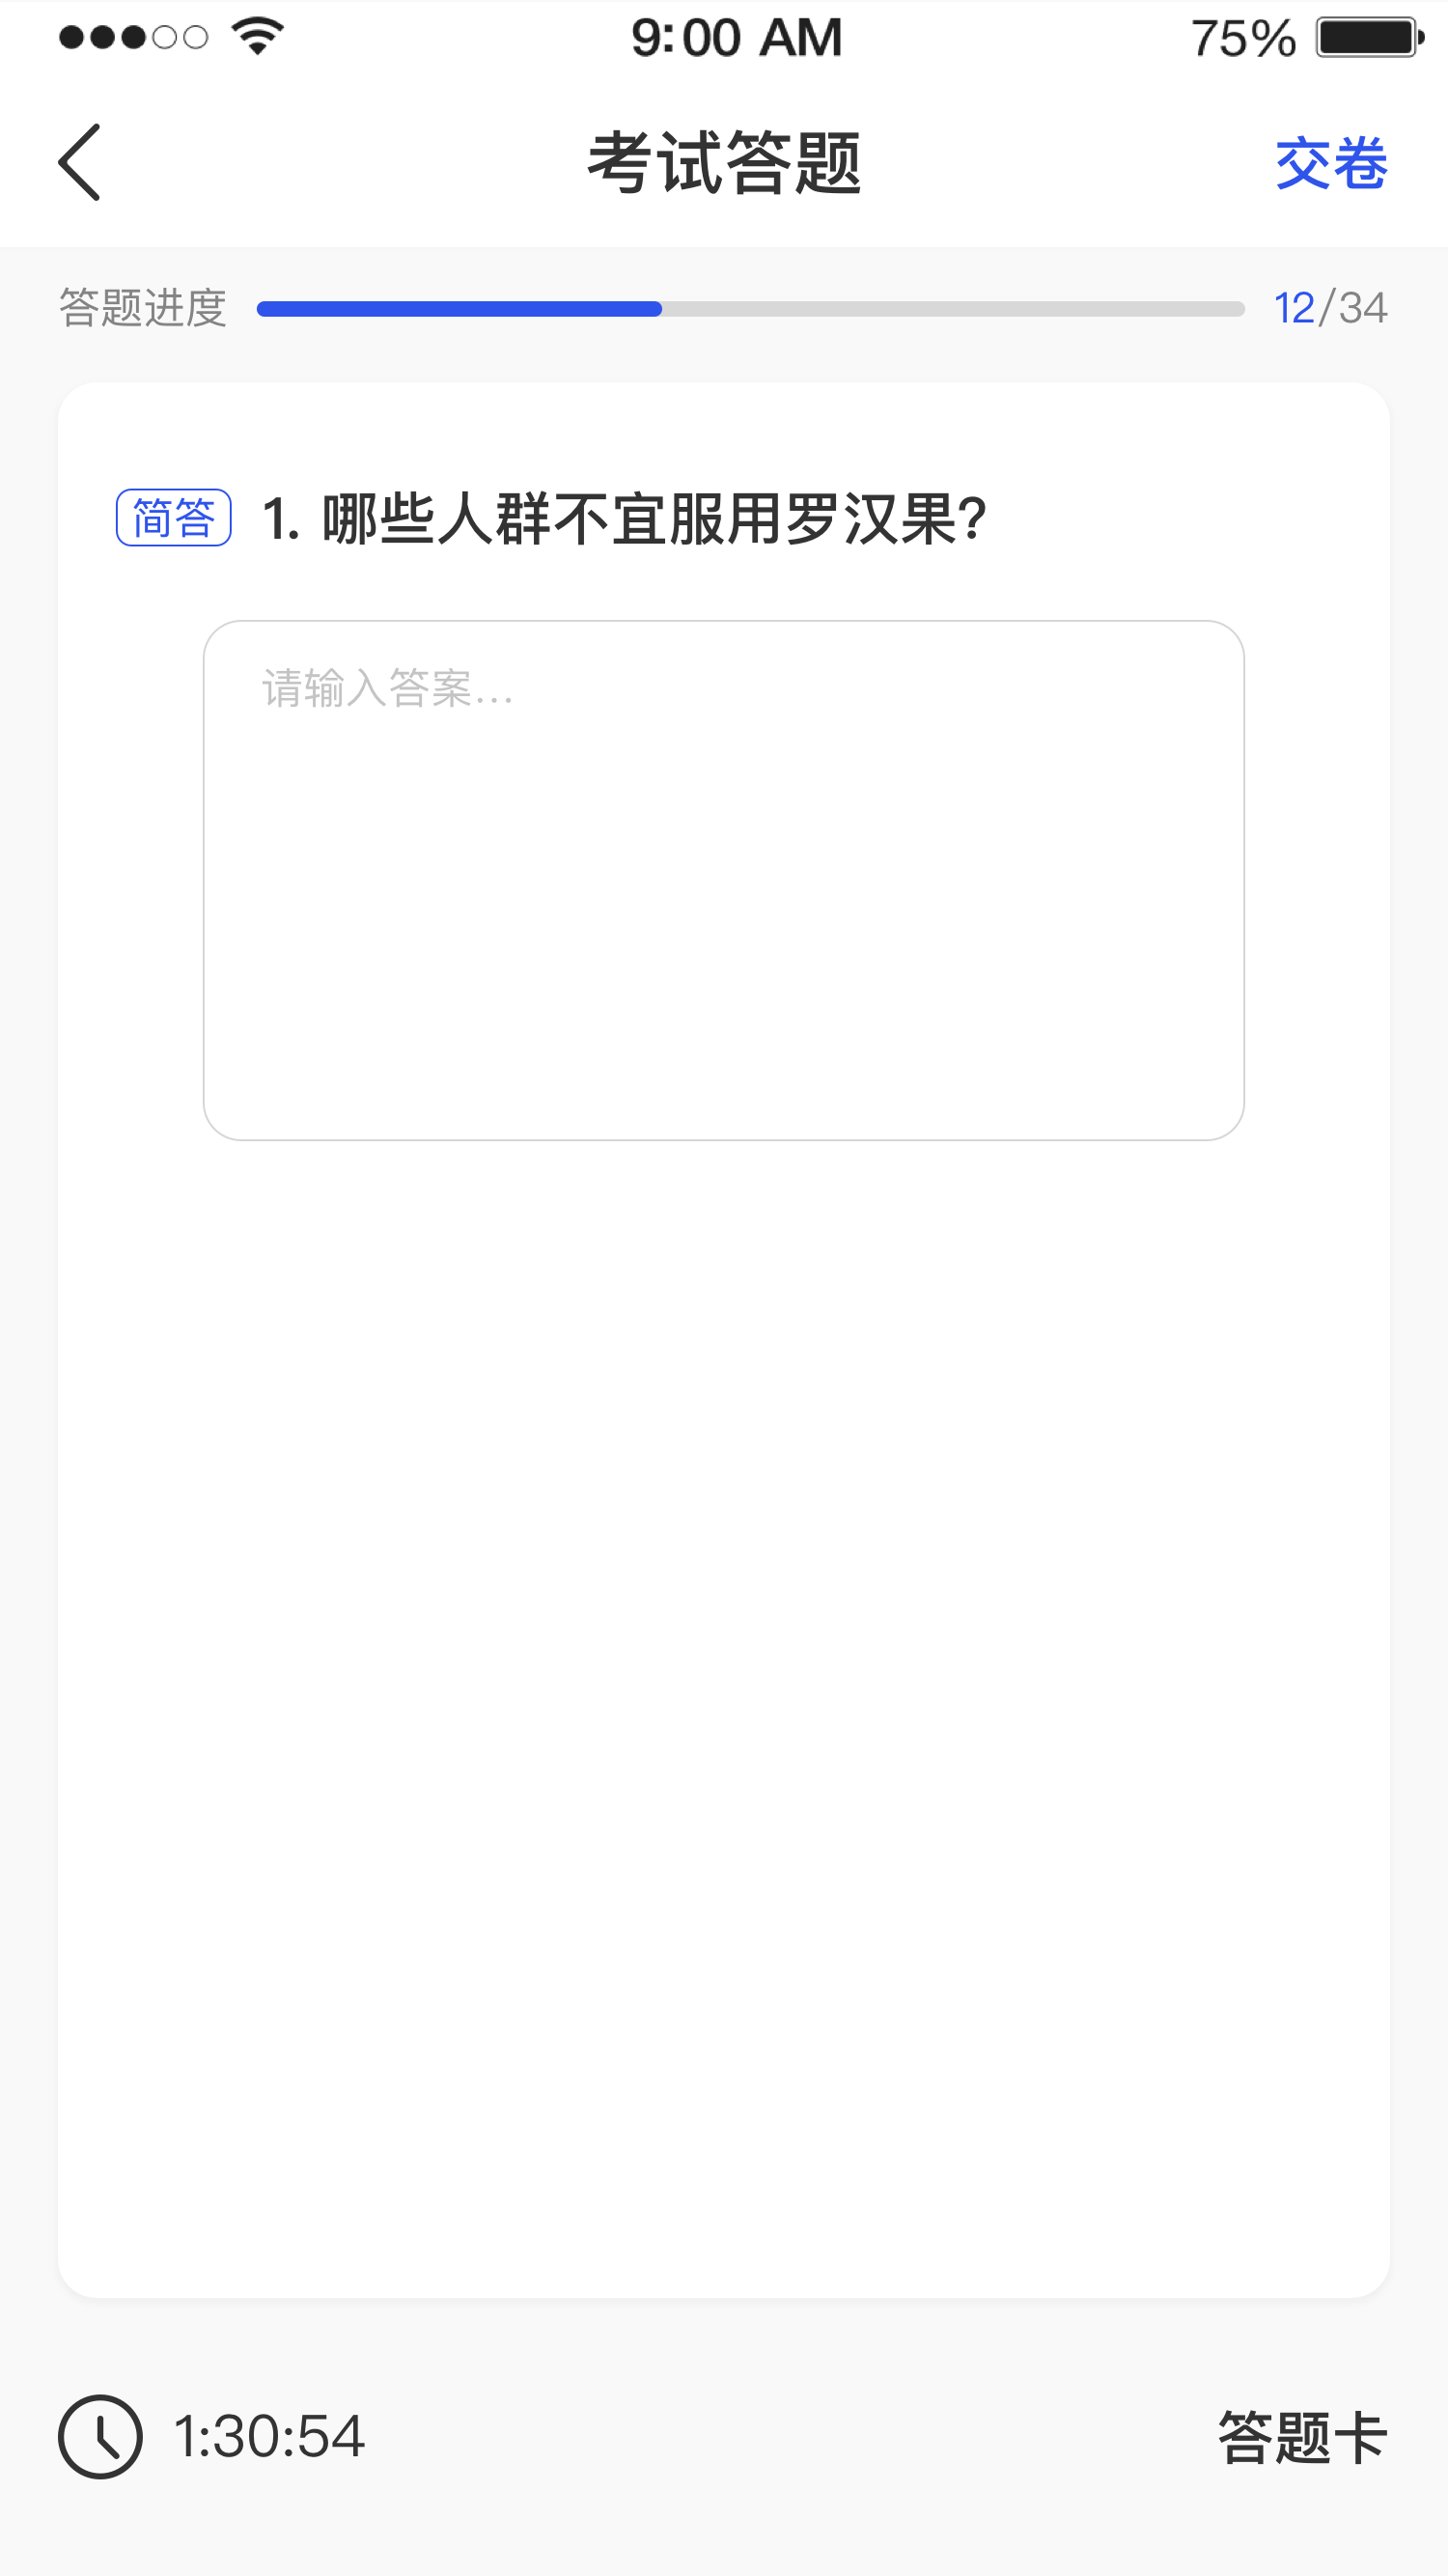 9:00 AM 75%
考试答题 交卷
答题进度 12/34
简答 1. 哪些人群不宜服用罗汉果?
请输入答案...
1:30:54 答题卡